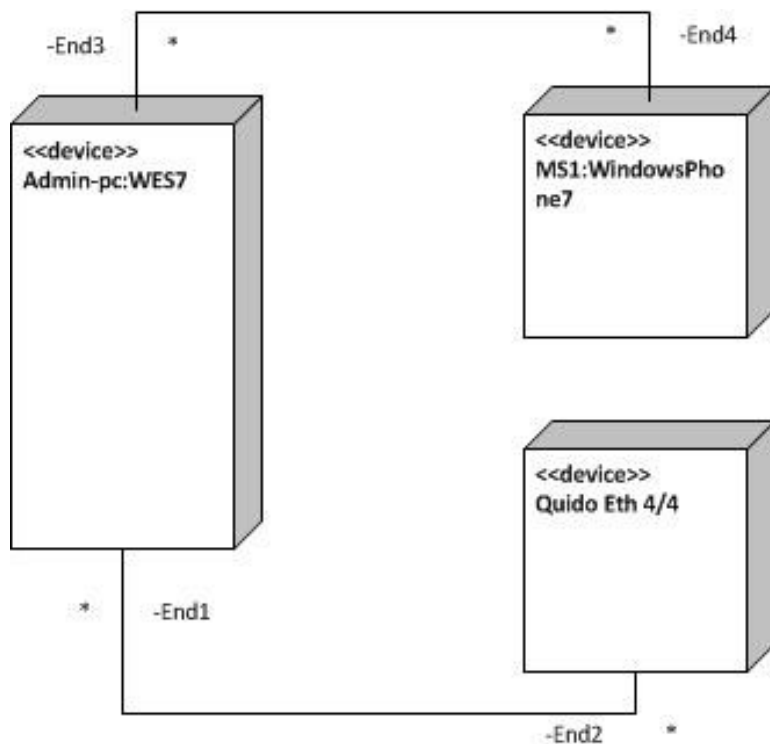 -End3
*
*
-End4
<<device>>
Admin-pc:WES7
<<device>>
MS1:WindowsPho
ne7
<<device>>
Quido Eth 4/4
*
-End1
-End2
*